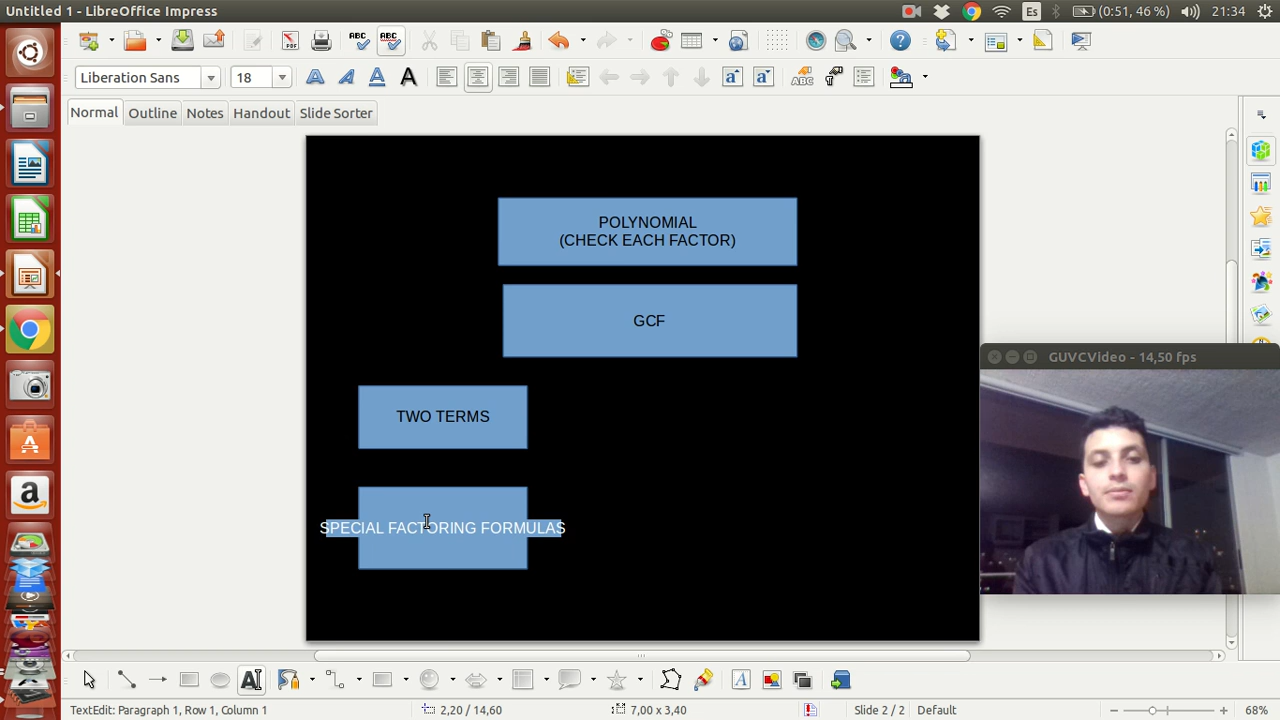 Untitled 1 - LibreOffice Impress
Es
(0:51, 46 %)
21:34
Liberation Sans
18
Normal
Outline
Notes
Handout
Slide Sorter
POLYNOMIAL
(CHECK EACH FACTOR)
GCF
TWO TERMS
SPECIAL FACTORING FORMULAS
GUVCVideo - 14,50 fps
TextEdit: Paragraph 1, Row 1, Column 1
2,20 / 14,60
7,00 x 3,40
Slide 2 / 2
Default
68%